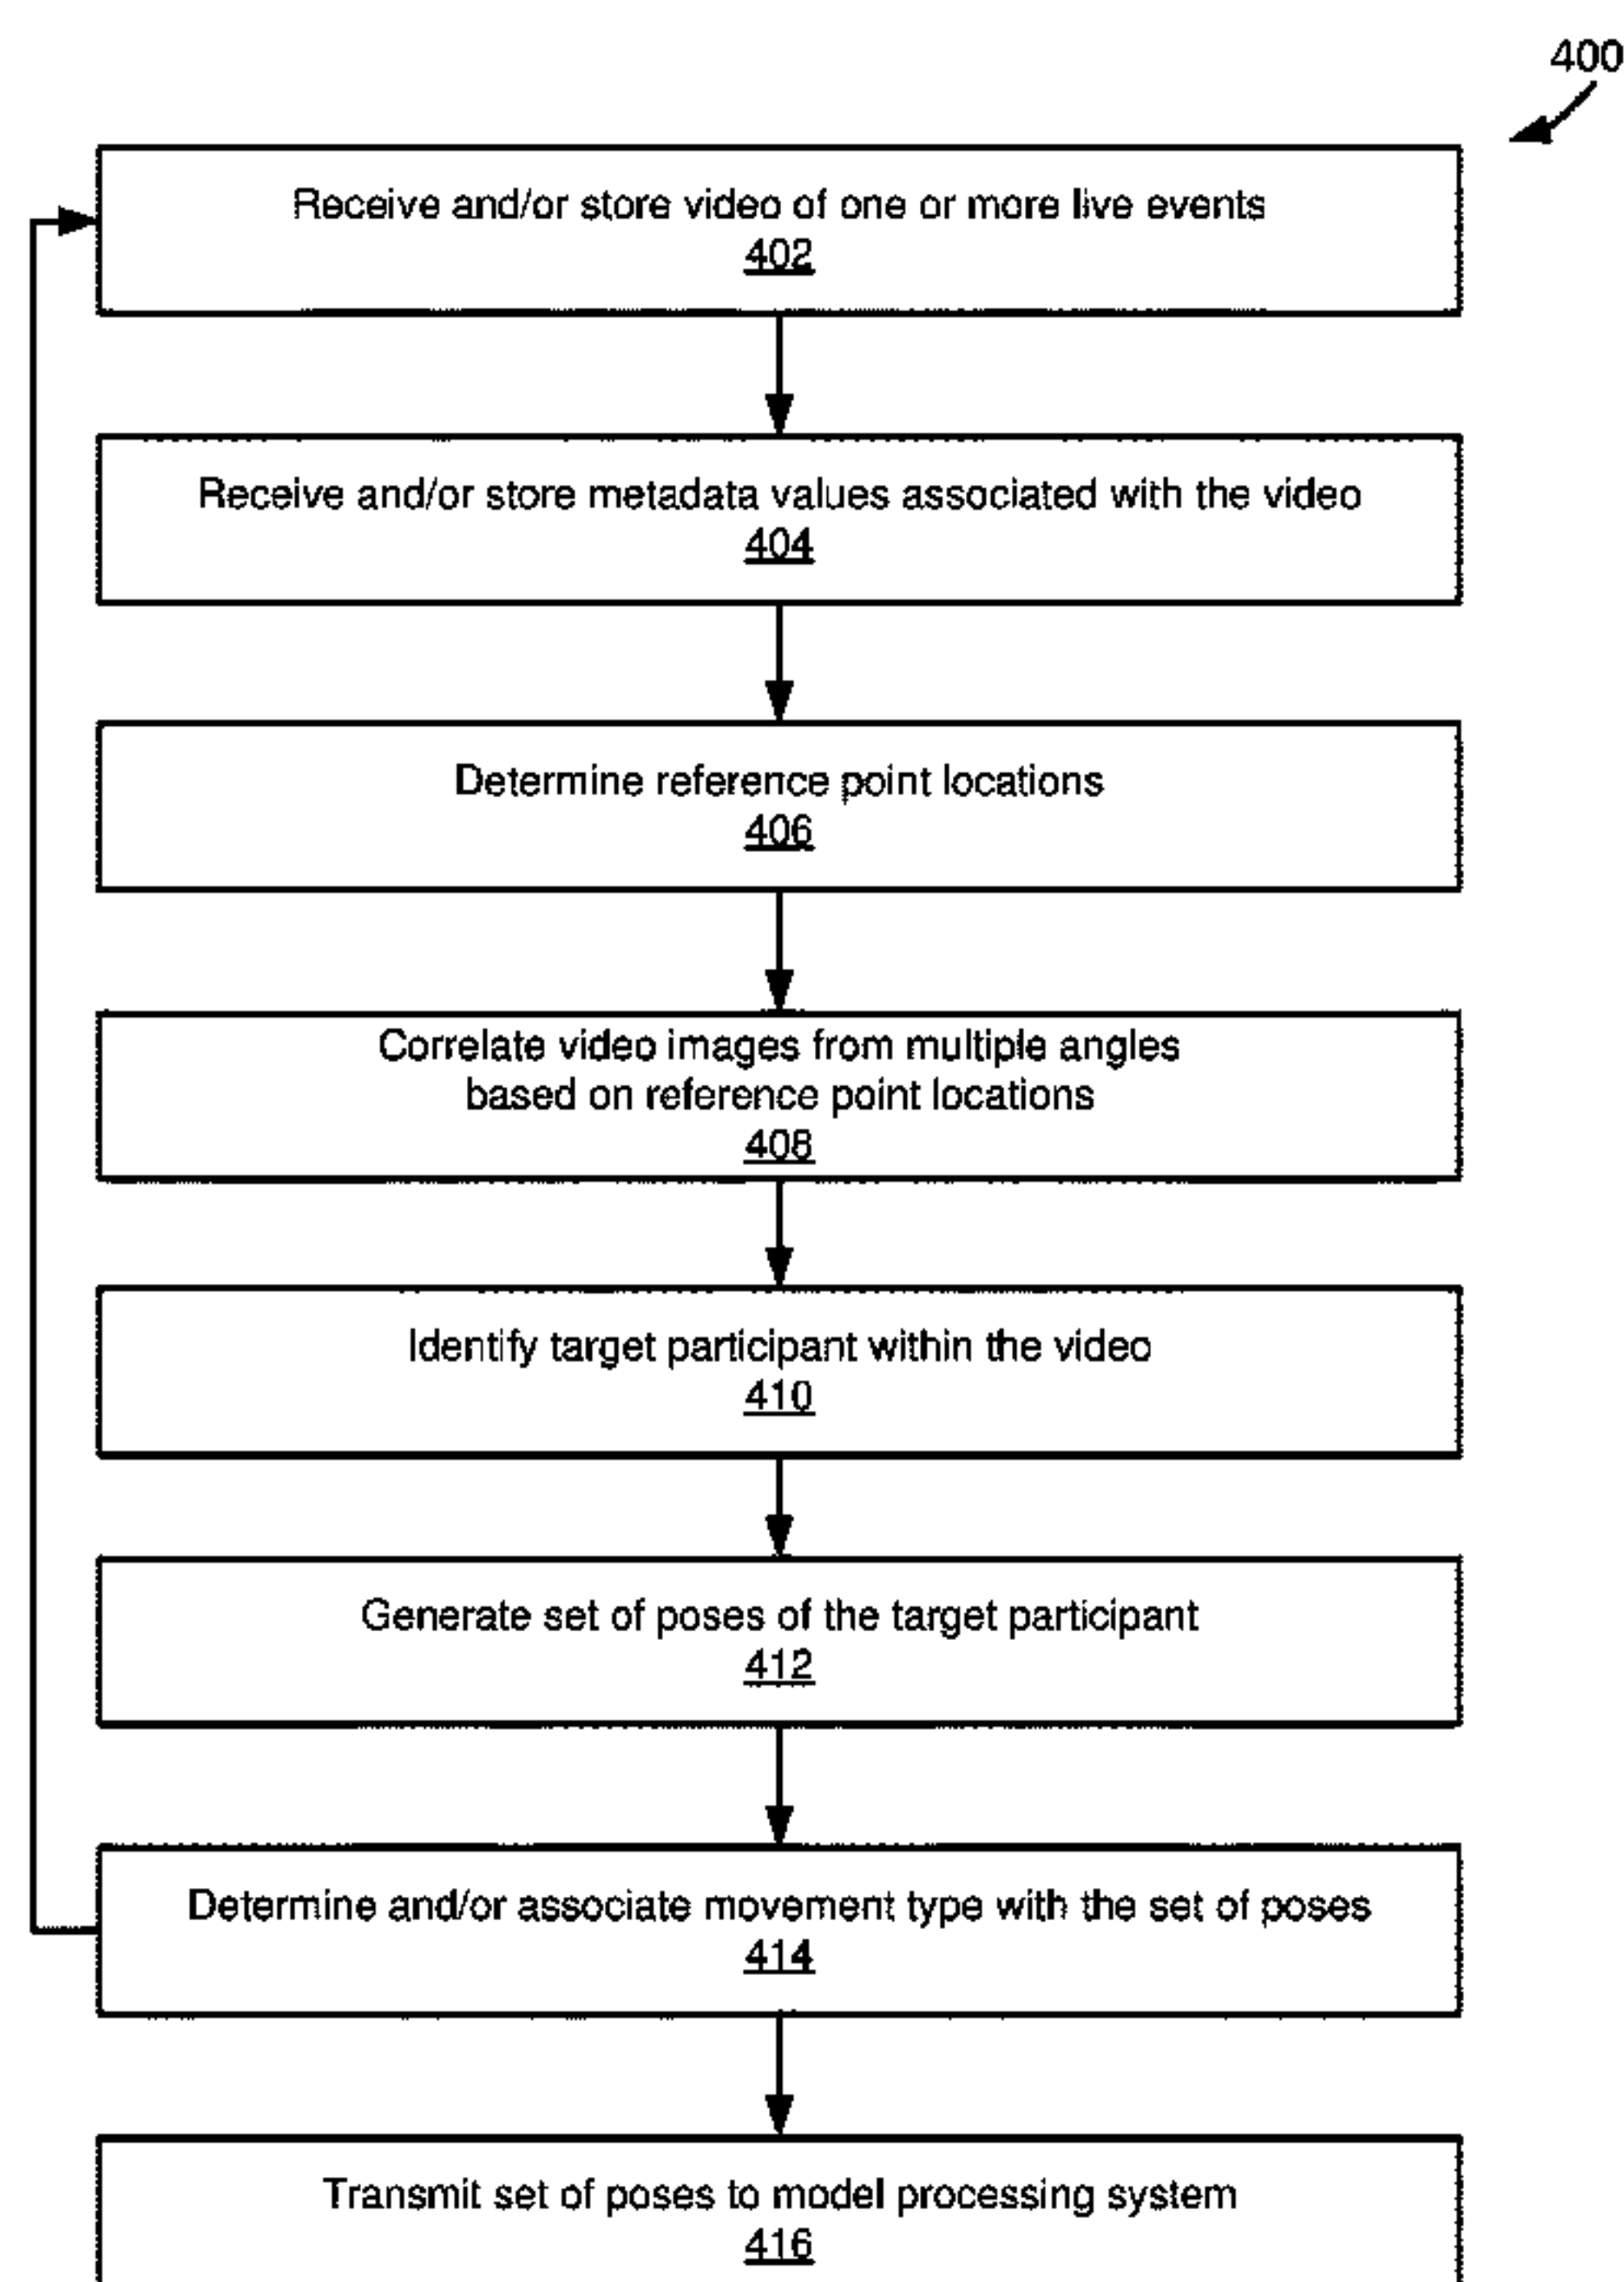 400
Receive and/or store video of one or more live events
402
Receive and/or store metadata values associated with the video
404
Determine reference point locations
406
Correlate video images from multiple angles
based on reference point locations
408
Identify target participant within the video
410
Generate set of poses of the target participant
412
Determine and/or associate movement type with the set of poses
414
Transmit set of poses to model processing system
416